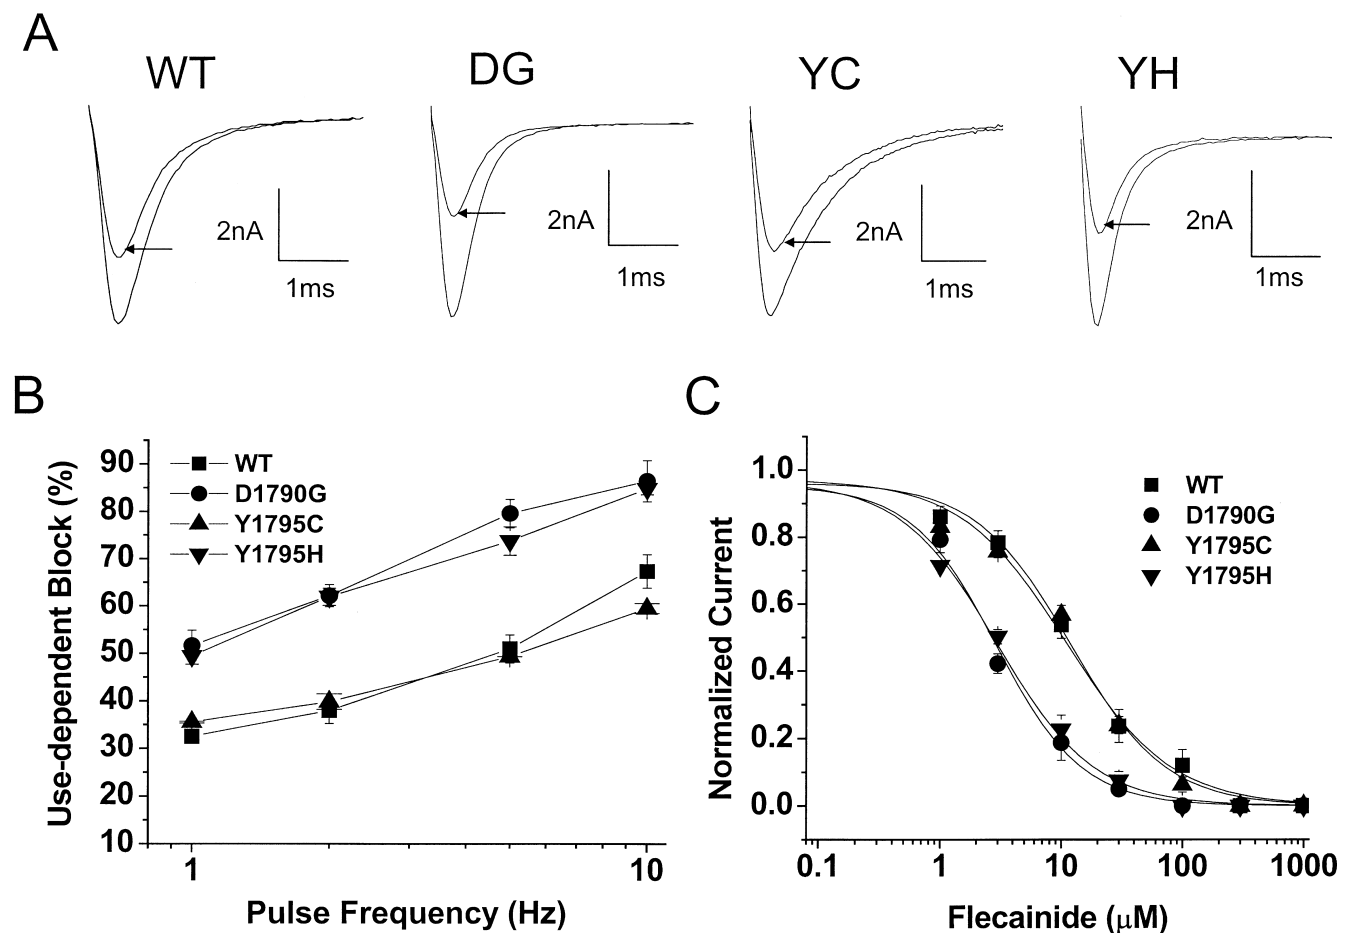 A
WT
DG
YC
YH
2nA
1ms
2nA
1ms
2nA
1ms
2nA
1ms
B
Use-dependent Block (%)
90
80
70
60
50
40
30
20
10
WT
D1790G
Y1795C
Y1795H
1
10
Pulse Frequency (Hz)
C
Normalized Current
1.0
0.8
0.6
0.4
0.2
0.0
WT
D1790G
Y1795C
Y1795H
0.1
1
10
100
1000
Flecainide (μM)